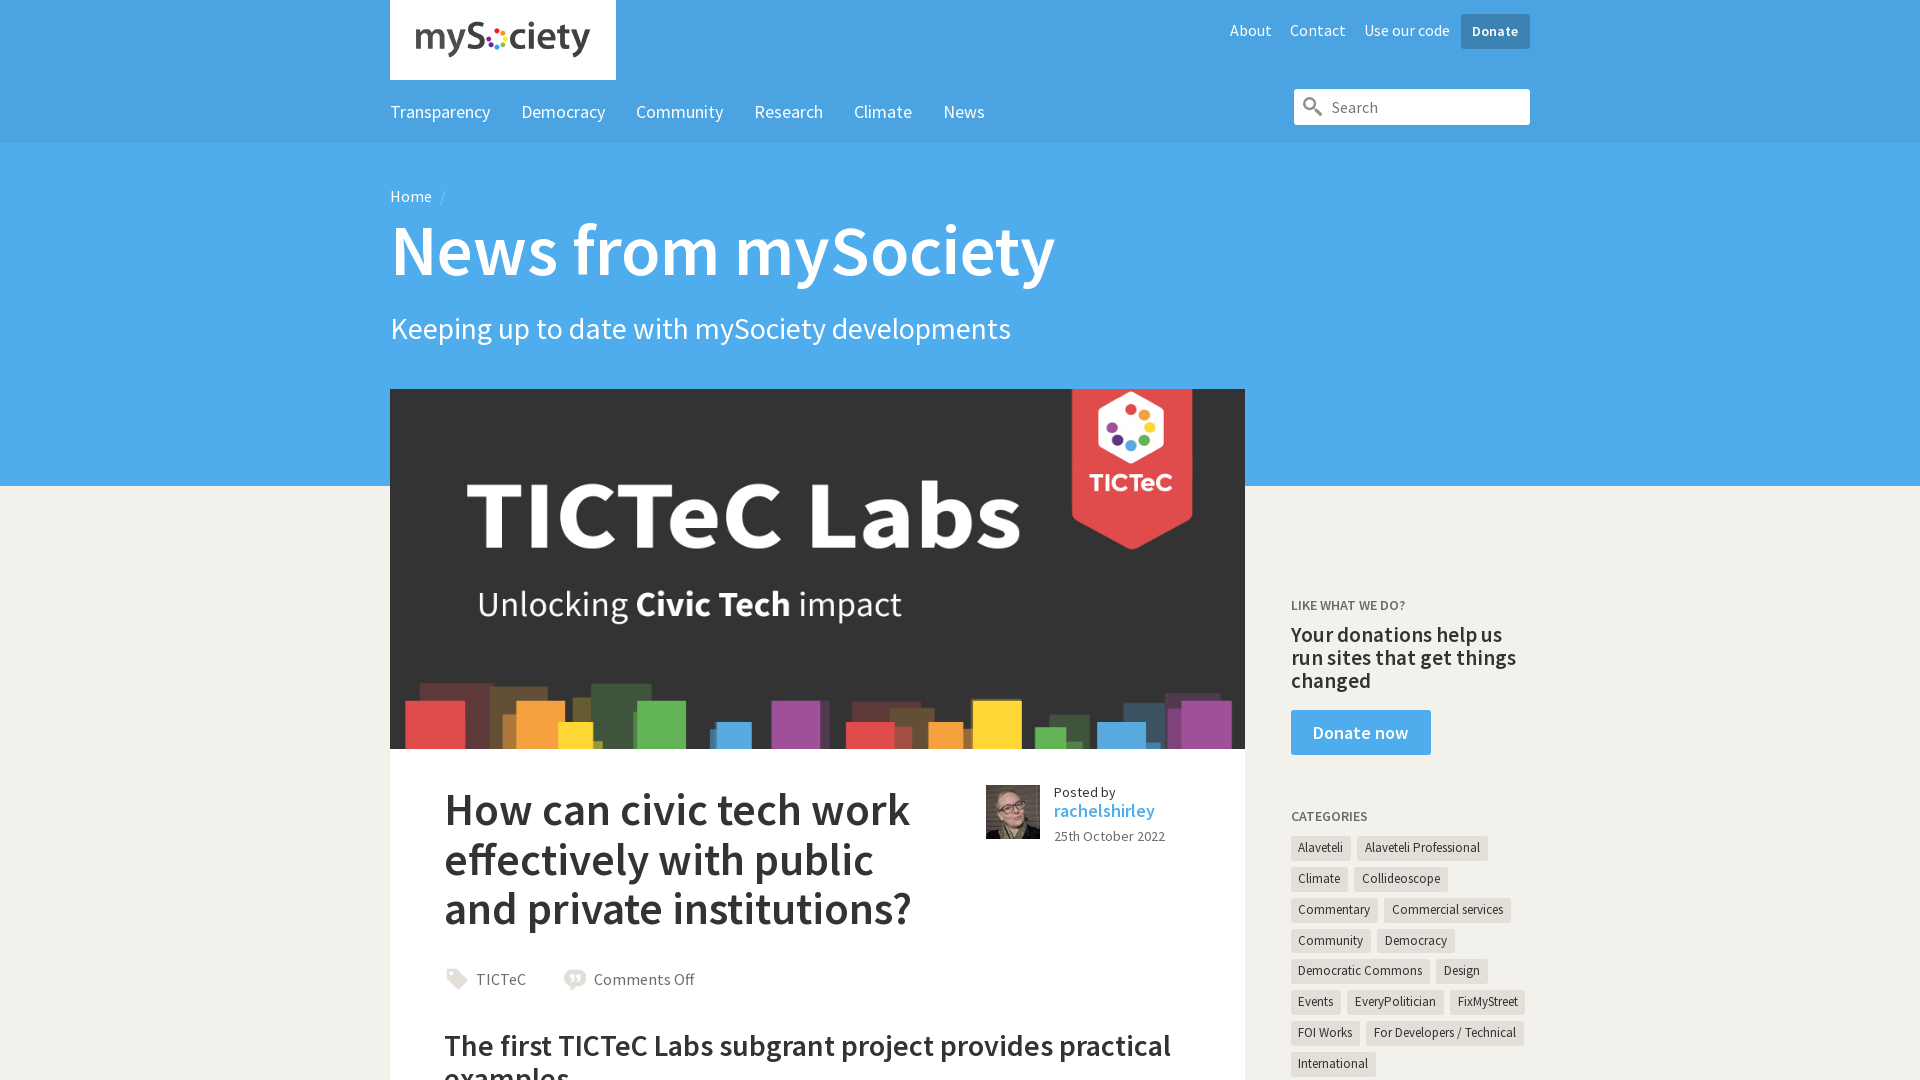 mySociety
About Contact Use our code Donate
Transparency Democracy Community Research Climate News
Search
Home /
News from mySociety
Keeping up to date with mySociety developments
TICTeC
TICTeC Labs
Unlocking Civic Tech impact
How can civic tech work
effectively with public
and private institutions?
Posted by
rachelshirley
25th October 2022
TICTeC Comments Off
The first TICTeC Labs subgrant project provides practical
examples
LIKE WHAT WE DO?
Your donations help us
run sites that get things
changed
Donate now
CATEGORIES
Alaveteli Alaveteli Professional
Climate Collideoscope
Commentary Commercial services
Community Democracy
Democratic Commons Design
Events EveryPolitician FixMyStreet
FOI Works For Developers / Technical
International